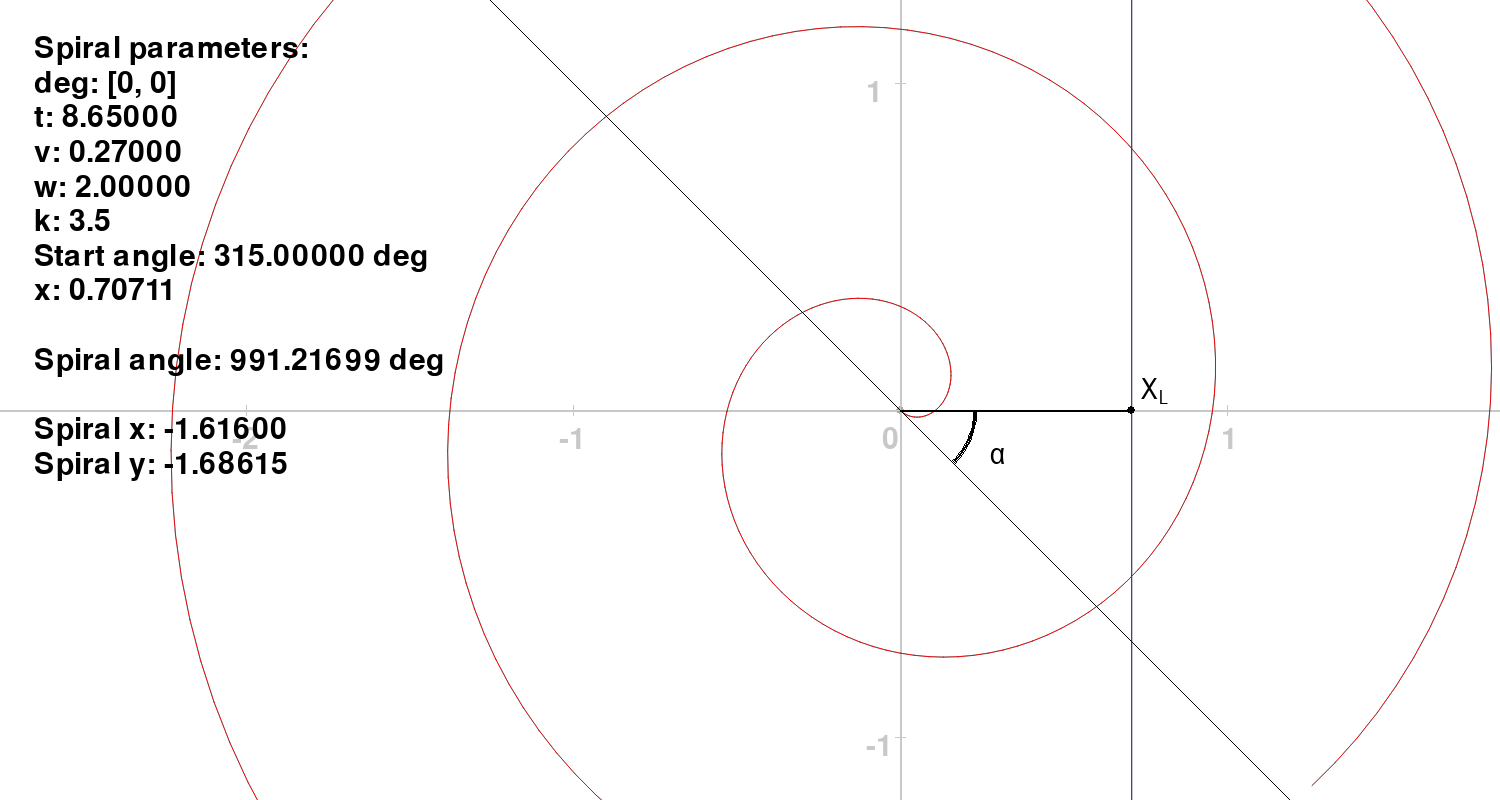 Spiral parameters:
deg: [0, 0]
t: 8.65000
v: 0.27000
w: 2.00000
k: 3.5
Start angle: 315.00000 deg
x: 0.70711
Spiral angle: 991.21699 deg
Spiral x: -1.61600
Spiral y: -1.68615
1
X_L
-2
-1
0
1
α
-1